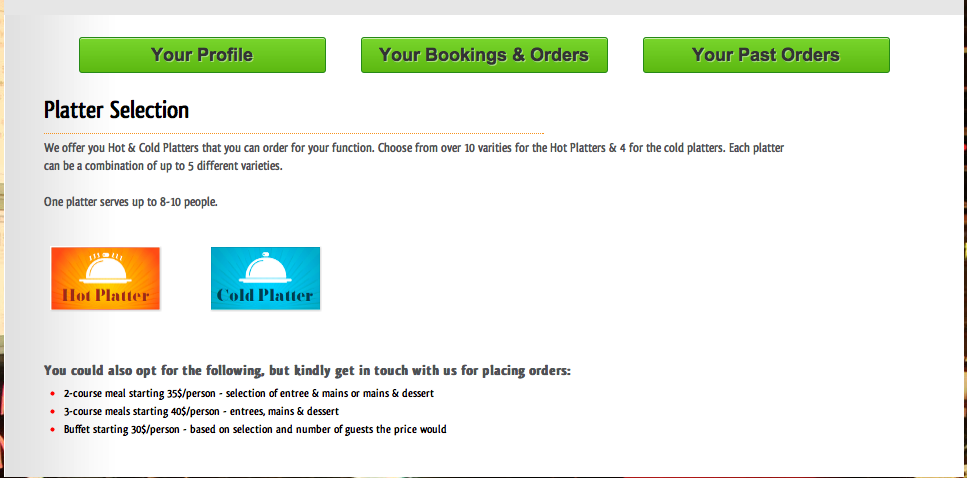 Your Profile
Your Bookings & Orders
Your Past Orders
Platter Selection
We offer you Hot & Cold Platters that you can order for your function. Choose from over 10 varities for the Hot Platters & 4 for the cold platters. Each platter
can be a combination of up to 5 different varieties.
One platter serves up to 8-10 people.
Hot Platter
Cold Platter
You could also opt for the following, but kindly get in touch with us for placing orders:
2-course meal starting 35$/person - selection of entree & mains or mains & dessert
3-course meals starting 40$/person - entrees, mains & dessert
Buffet starting 30$/person - based on selection and number of guests the price would